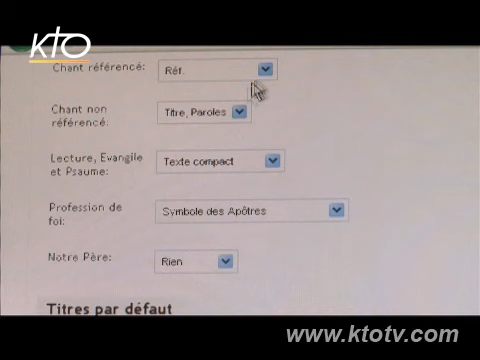 KTO
Chant référencé:
Réf.
Chant non
référencé:
Titre, Paroles
Lecture, Evangile
et Psaume:
Texte compact
Profession de
foi:
Symbole des Apôtres
Notre Père:
Rien
Titres par défaut
www.ktotv.com